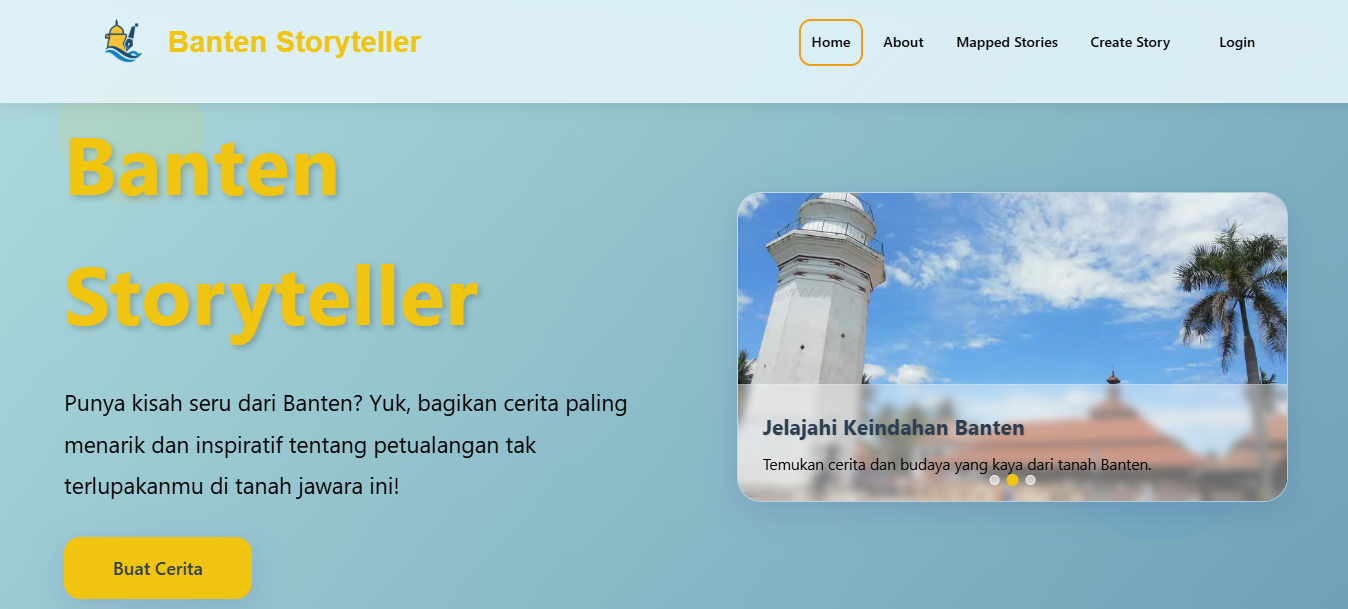 Banten Storyteller
Home
About
Mapped Stories
Create Story
Login
Banten
Storyteller
Punya kisah seru dari Banten? Yuk, bagikan cerita paling
menarik dan inspiratif tentang petualangan tak
terlupakanmu di tanah jawara ini!
Buat Cerita
Jelajahi Keindahan Banten
Temukan cerita dan budaya yang kaya dari tanah Banten.